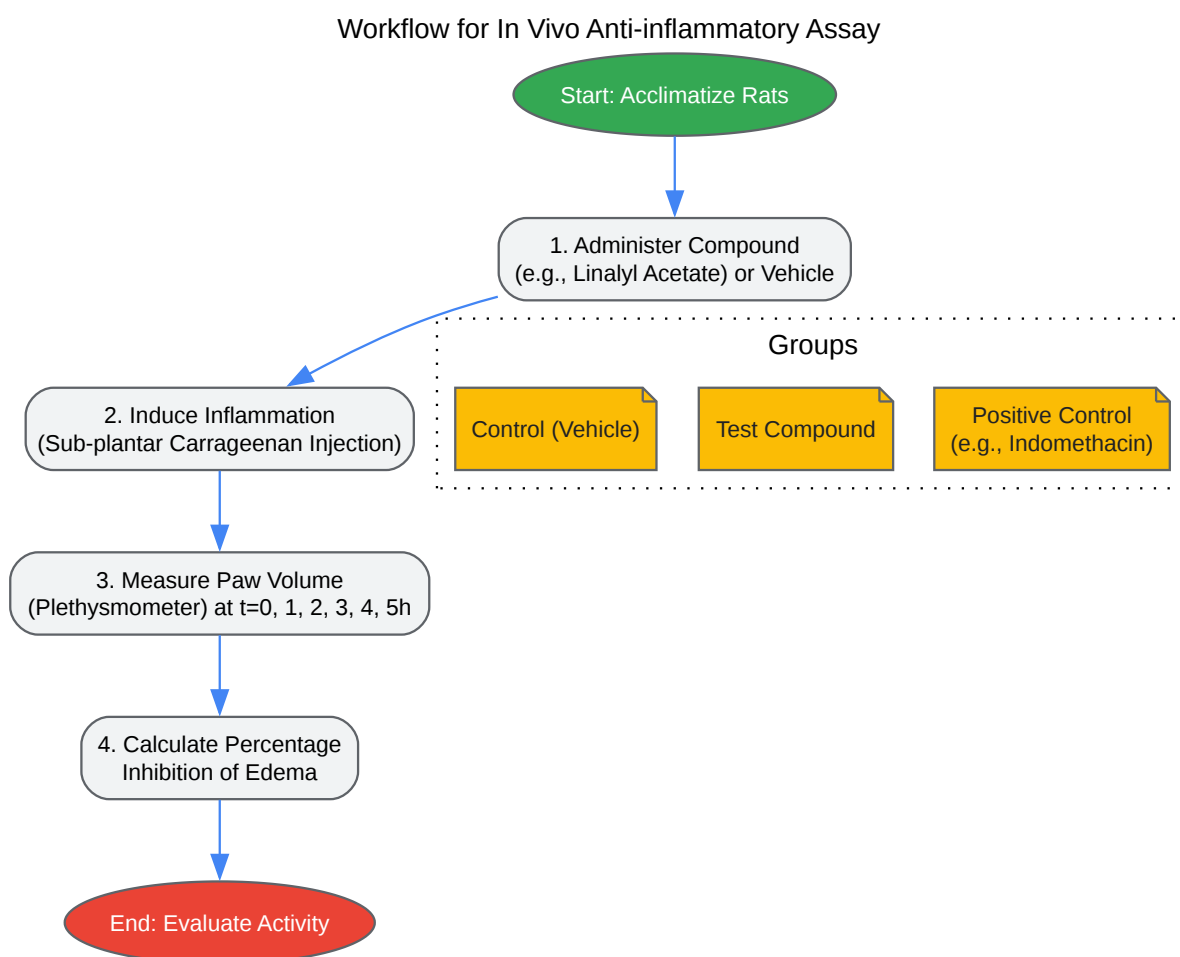 Workflow for In Vivo Anti-inflammatory Assay
Start: Acclimatize Rats
1. Administer Compound
(e.g., Linalyl Acetate) or Vehicle
Groups
2. Induce Inflammation
(Sub-plantar Carrageenan Injection)
Control (Vehicle)
Test Compound
Positive Control
(e.g., Indomethacin)
3. Measure Paw Volume
(Plethysmometer) at t=0, 1, 2, 3, 4, 5h
4. Calculate Percentage
Inhibition of Edema
End: Evaluate Activity